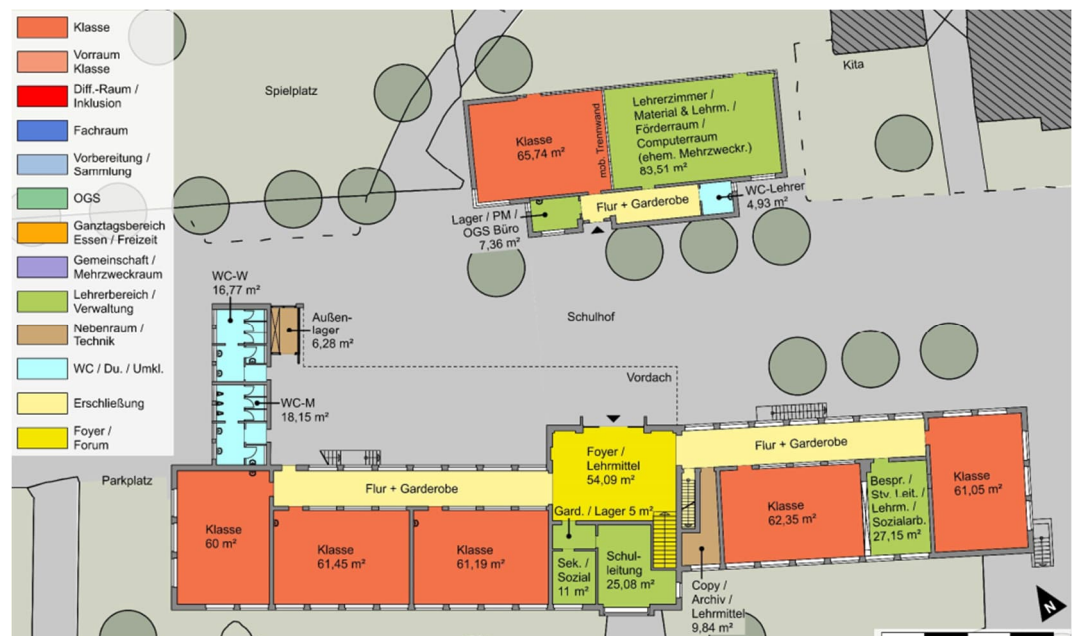 Klasse
Vorraum
Klasse
Diff.-Raum /
Inklusion
Fachraum
Vorbereitung /
Sammlung
OGS
Ganztagsbereich
Essen / Freizeit
Gemeinschaft /
Mehrzweckraum
Lehrerbereich /
Verwaltung
Nebenraum /
Technik
WC / Du. / Umkl.
Erschließung
Foyer /
Forum
Spielplatz
Kita
Klasse
65,74 m²
mob. Trennwand
Lehrerzimmer /
Material & Lehrm. /
Förderraum /
Computerraum
(ehem. Mehrzweckr.)
83,51 m²
Flur + Garderobe
WC-Lehrer
4,93 m²
Lager / PM /
OGS Büro
7,36 m²
WC-W
16,77 m²
Außen-
lager
6,28 m²
Schulhof
Vordach
WC-M
18,15 m²
Parkplatz
Flur + Garderobe
Foyer /
Lehrmittel
54,09 m²
Flur + Garderobe
Klasse
60 m²
Klasse
61,45 m²
Klasse
61,19 m²
Gard. / Lager 5 m²
Sek. /
Sozial
11 m²
Schul-
leitung
25,08 m²
Copy /
Archiv /
Lehrmittel
9,84 m²
Klasse
62,35 m²
Bespr. /
Stv. Leit. /
Lehrm. /
Sozialarb.
27,15 m²
Klasse
61,05 m²
N